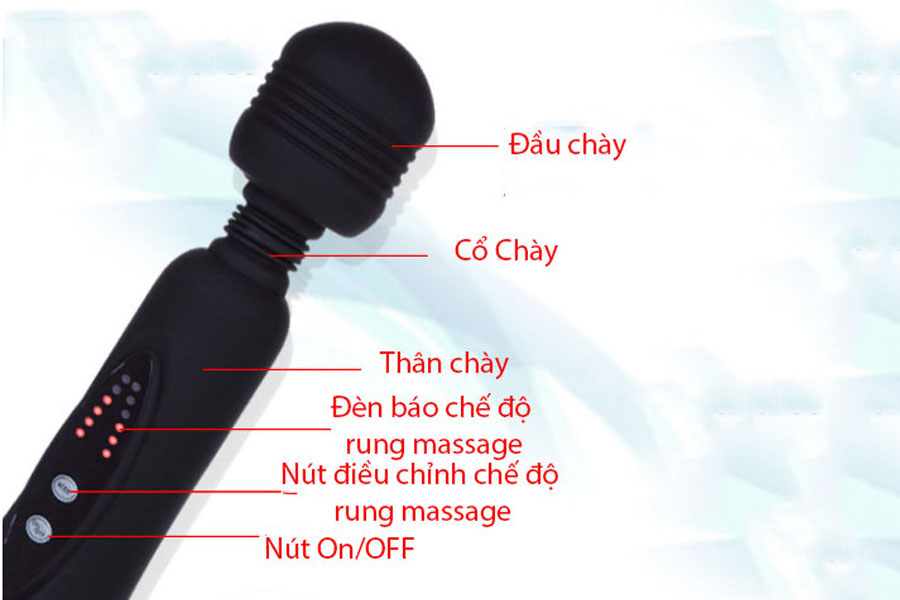 Đầu chày
Cổ Chày
Thân chày
Đèn báo chế độ
rung massage
Nút điều chỉnh chế độ
rung massage
Nút On/OFF